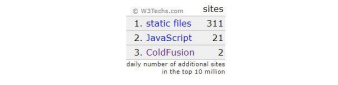 © W3Techs.com sites
1. static files 311
2. JavaScript 21
3. ColdFusion 2
daily number of additional sites
in the top 10 million